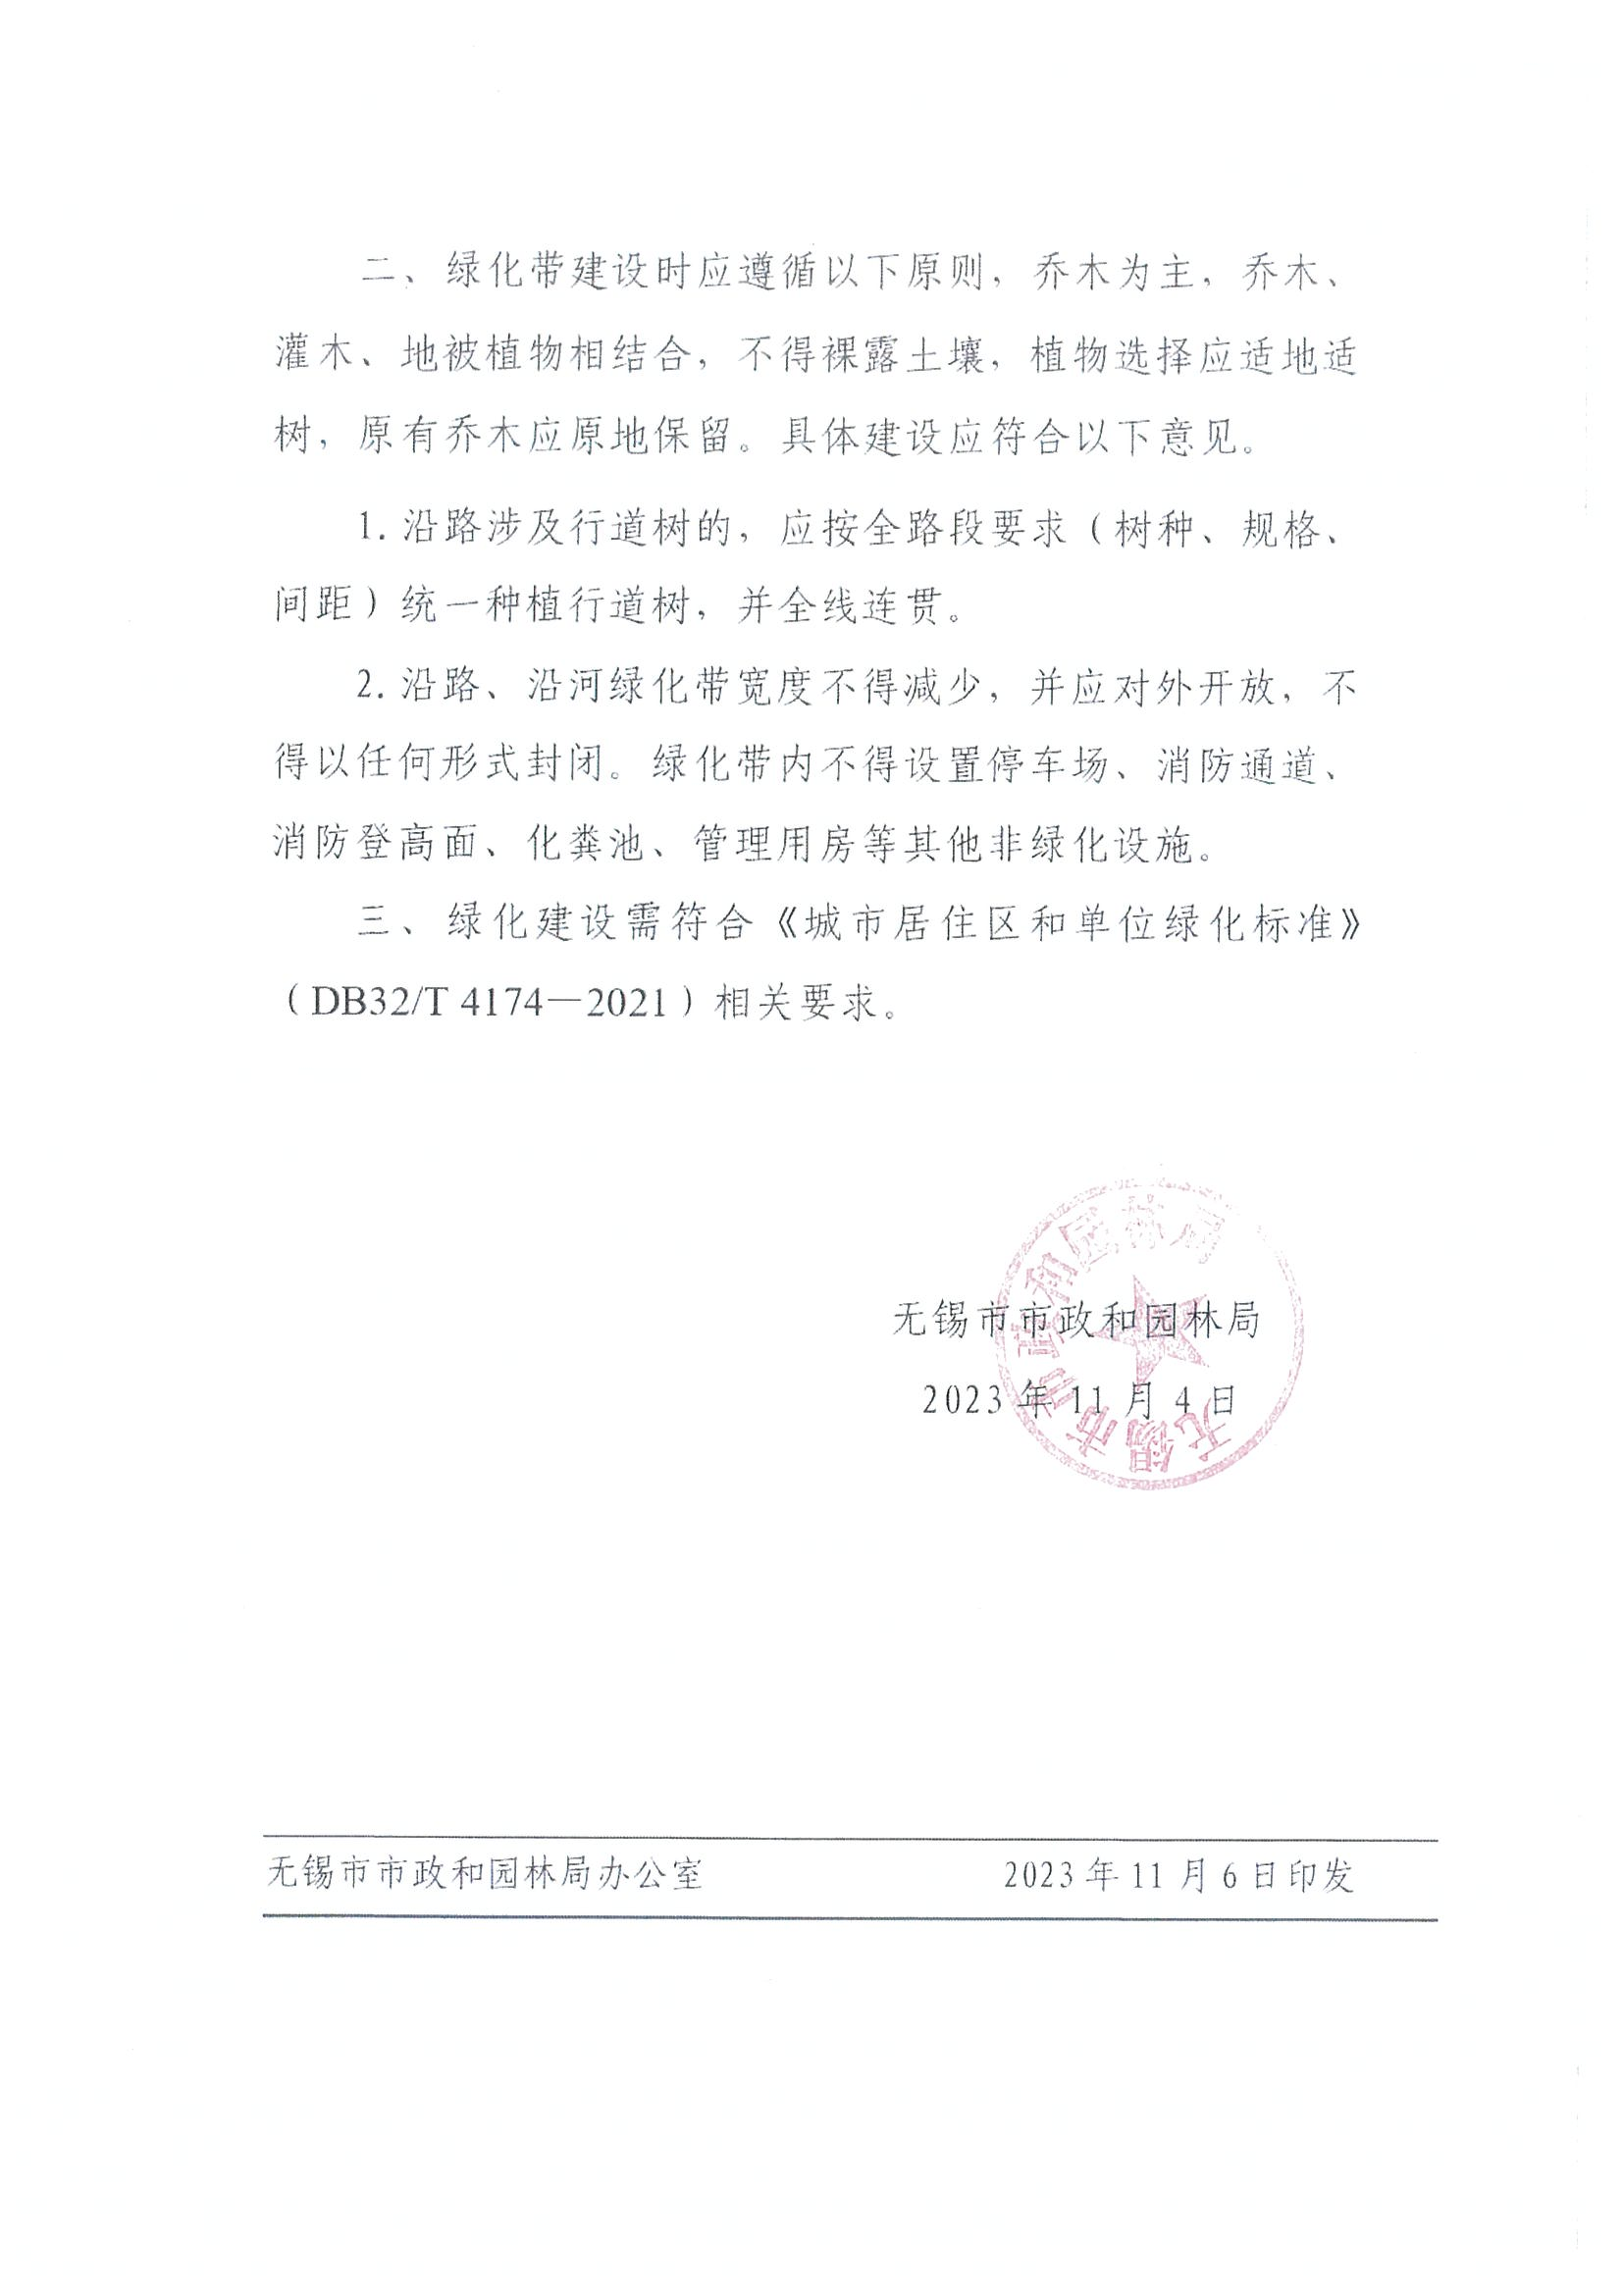 二、绿化带建设时应遵循以下原则，乔木为主，乔木、
灌木、地被植物相结合，不得裸露土壤，植物选择应适地适
树，原有乔木应原地保留。具体建设应符合以下意见。
1.沿路涉及行道树的，应按全路段要求（树种、规格、
间距）统一种植行道树，并全线连贯。
2.沿路、沿河绿化带宽度不得减少，并应对外开放，不
得以任何形式封闭。绿化带内不得设置停车场、消防通道、
消防登高面、化粪池、管理用房等其他非绿化设施。
三、绿化建设需符合《城市居住区和单位绿化标准》
（DB32/T 4174—2021）相关要求。
无锡市市政和园林局
无锡市市政和园林局
2023年11月4日
无锡市市政和园林局办公室 2023年11月6日印发